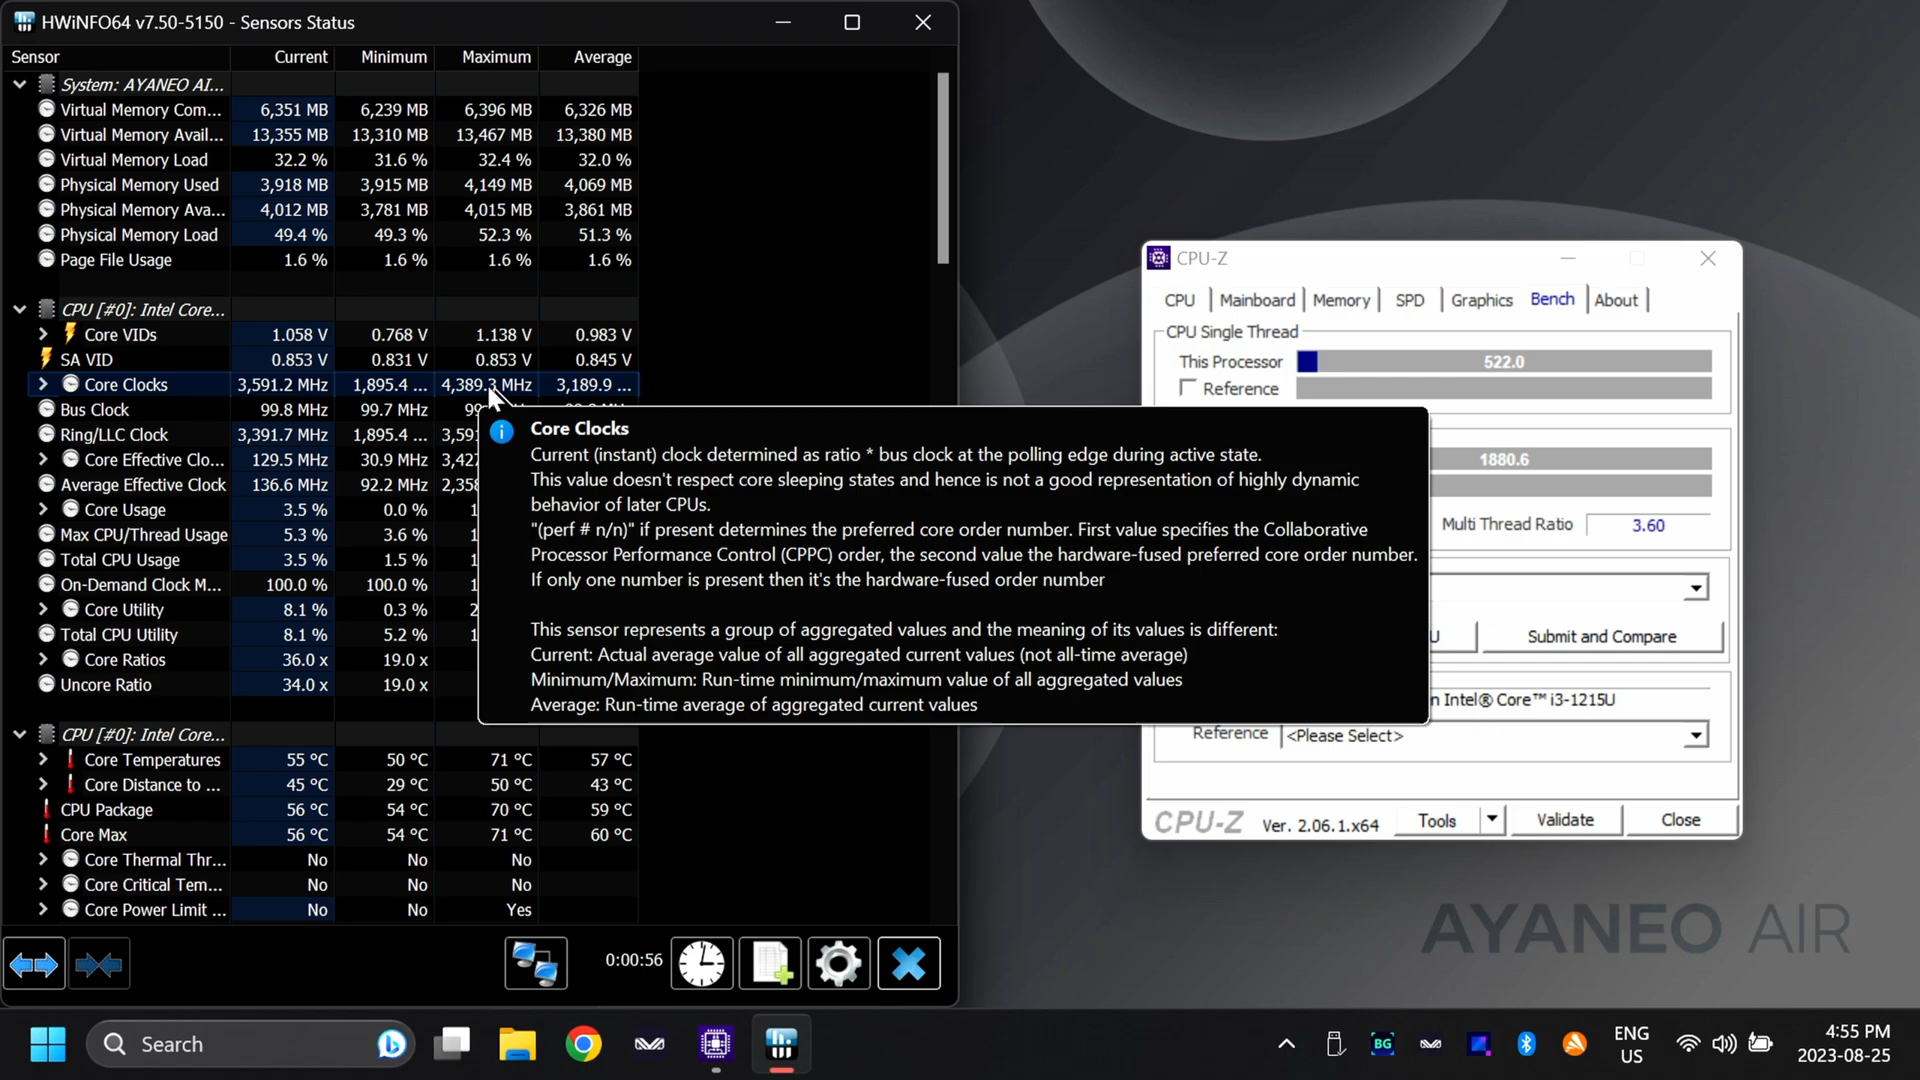 HWiNFO64 v7.50-5150 - Sensors Status
Sensor Current Minimum Maximum Average
System: AYANEO AI...
Virtual Memory Com... 6,351 MB 6,239 MB 6,396 MB 6,326 MB
Virtual Memory Avail... 13,355 MB 13,310 MB 13,467 MB 13,380 MB
Virtual Memory Load 32.2 % 31.6 % 32.4 % 32.0 %
Physical Memory Used 3,918 MB 3,915 MB 4,149 MB 4,069 MB
Physical Memory Ava... 4,012 MB 3,781 MB 4,015 MB 3,861 MB
Physical Memory Load 49.4 % 49.3 % 52.3 % 51.3 %
Page File Usage 1.6 % 1.6 % 1.6 % 1.6 %
CPU [#0]: Intel Core...
Core VIDs 1.058 V 0.768 V 1.138 V 0.983 V
SA VID 0.853 V 0.831 V 0.853 V 0.845 V
Core Clocks 3,591.2 MHz 1,895.4 ... 4,389.3 MHz 3,189.9 ...
Bus Clock 99.8 MHz 99.7 MHz
Ring/LLC Clock 3,391.7 MHz 1,895.4 ... 3,591
Core Effective Clo... 129.5 MHz 30.9 MHz 3,427
Average Effective Clock 136.6 MHz 92.2 MHz 2,358
Core Usage 3.5 % 0.0 % 1
Max CPU/Thread Usage 5.3 % 3.6 % 1
Total CPU Usage 3.5 % 1.5 % 1
On-Demand Clock M... 100.0 % 100.0 % 1
Core Utility 8.1 % 0.3 % 2
Total CPU Utility 8.1 % 5.2 % 1
Core Ratios 36.0 x 19.0 x
Uncore Ratio 34.0 x 19.0 x
CPU [#0]: Intel Core...
Core Temperatures 55 °C 50 °C 71 °C 57 °C
Core Distance to ... 45 °C 29 °C 50 °C 43 °C
CPU Package 56 °C 54 °C 70 °C 59 °C
Core Max 56 °C 54 °C 71 °C 60 °C
Core Thermal Thr... No No No
Core Critical Tem... No No No
Core Power Limit ... No No Yes
0:00:56
Core Clocks
Current (instant) clock determined as ratio * bus clock at the polling edge during active state.
This value doesn't respect core sleeping states and hence is not a good representation of highly dynamic
behavior of later CPUs.
"(perf # n/n)" if present determines the preferred core order number. First value specifies the Collaborative
Processor Performance Control (CPPC) order, the second value the hardware-fused preferred core order number.
If only one number is present then it's the hardware-fused order number
This sensor represents a group of aggregated values and the meaning of its values is different:
Current: Actual average value of all aggregated current values (not all-time average)
Minimum/Maximum: Run-time minimum/maximum value of all aggregated values
Average: Run-time average of aggregated current values
CPU-Z
CPU Mainboard Memory SPD Graphics Bench About
CPU Single Thread
This Processor 522.0
Reference
1880.6
Multi Thread Ratio 3.60
U Submit and Compare
n Intel® Core™ i3-1215U
Reference <Please Select>
CPU-Z Ver. 2.06.1.x64 Tools Validate Close
AYANEO AIR
Search
BG
ENG
US
4:55 PM
2023-08-25